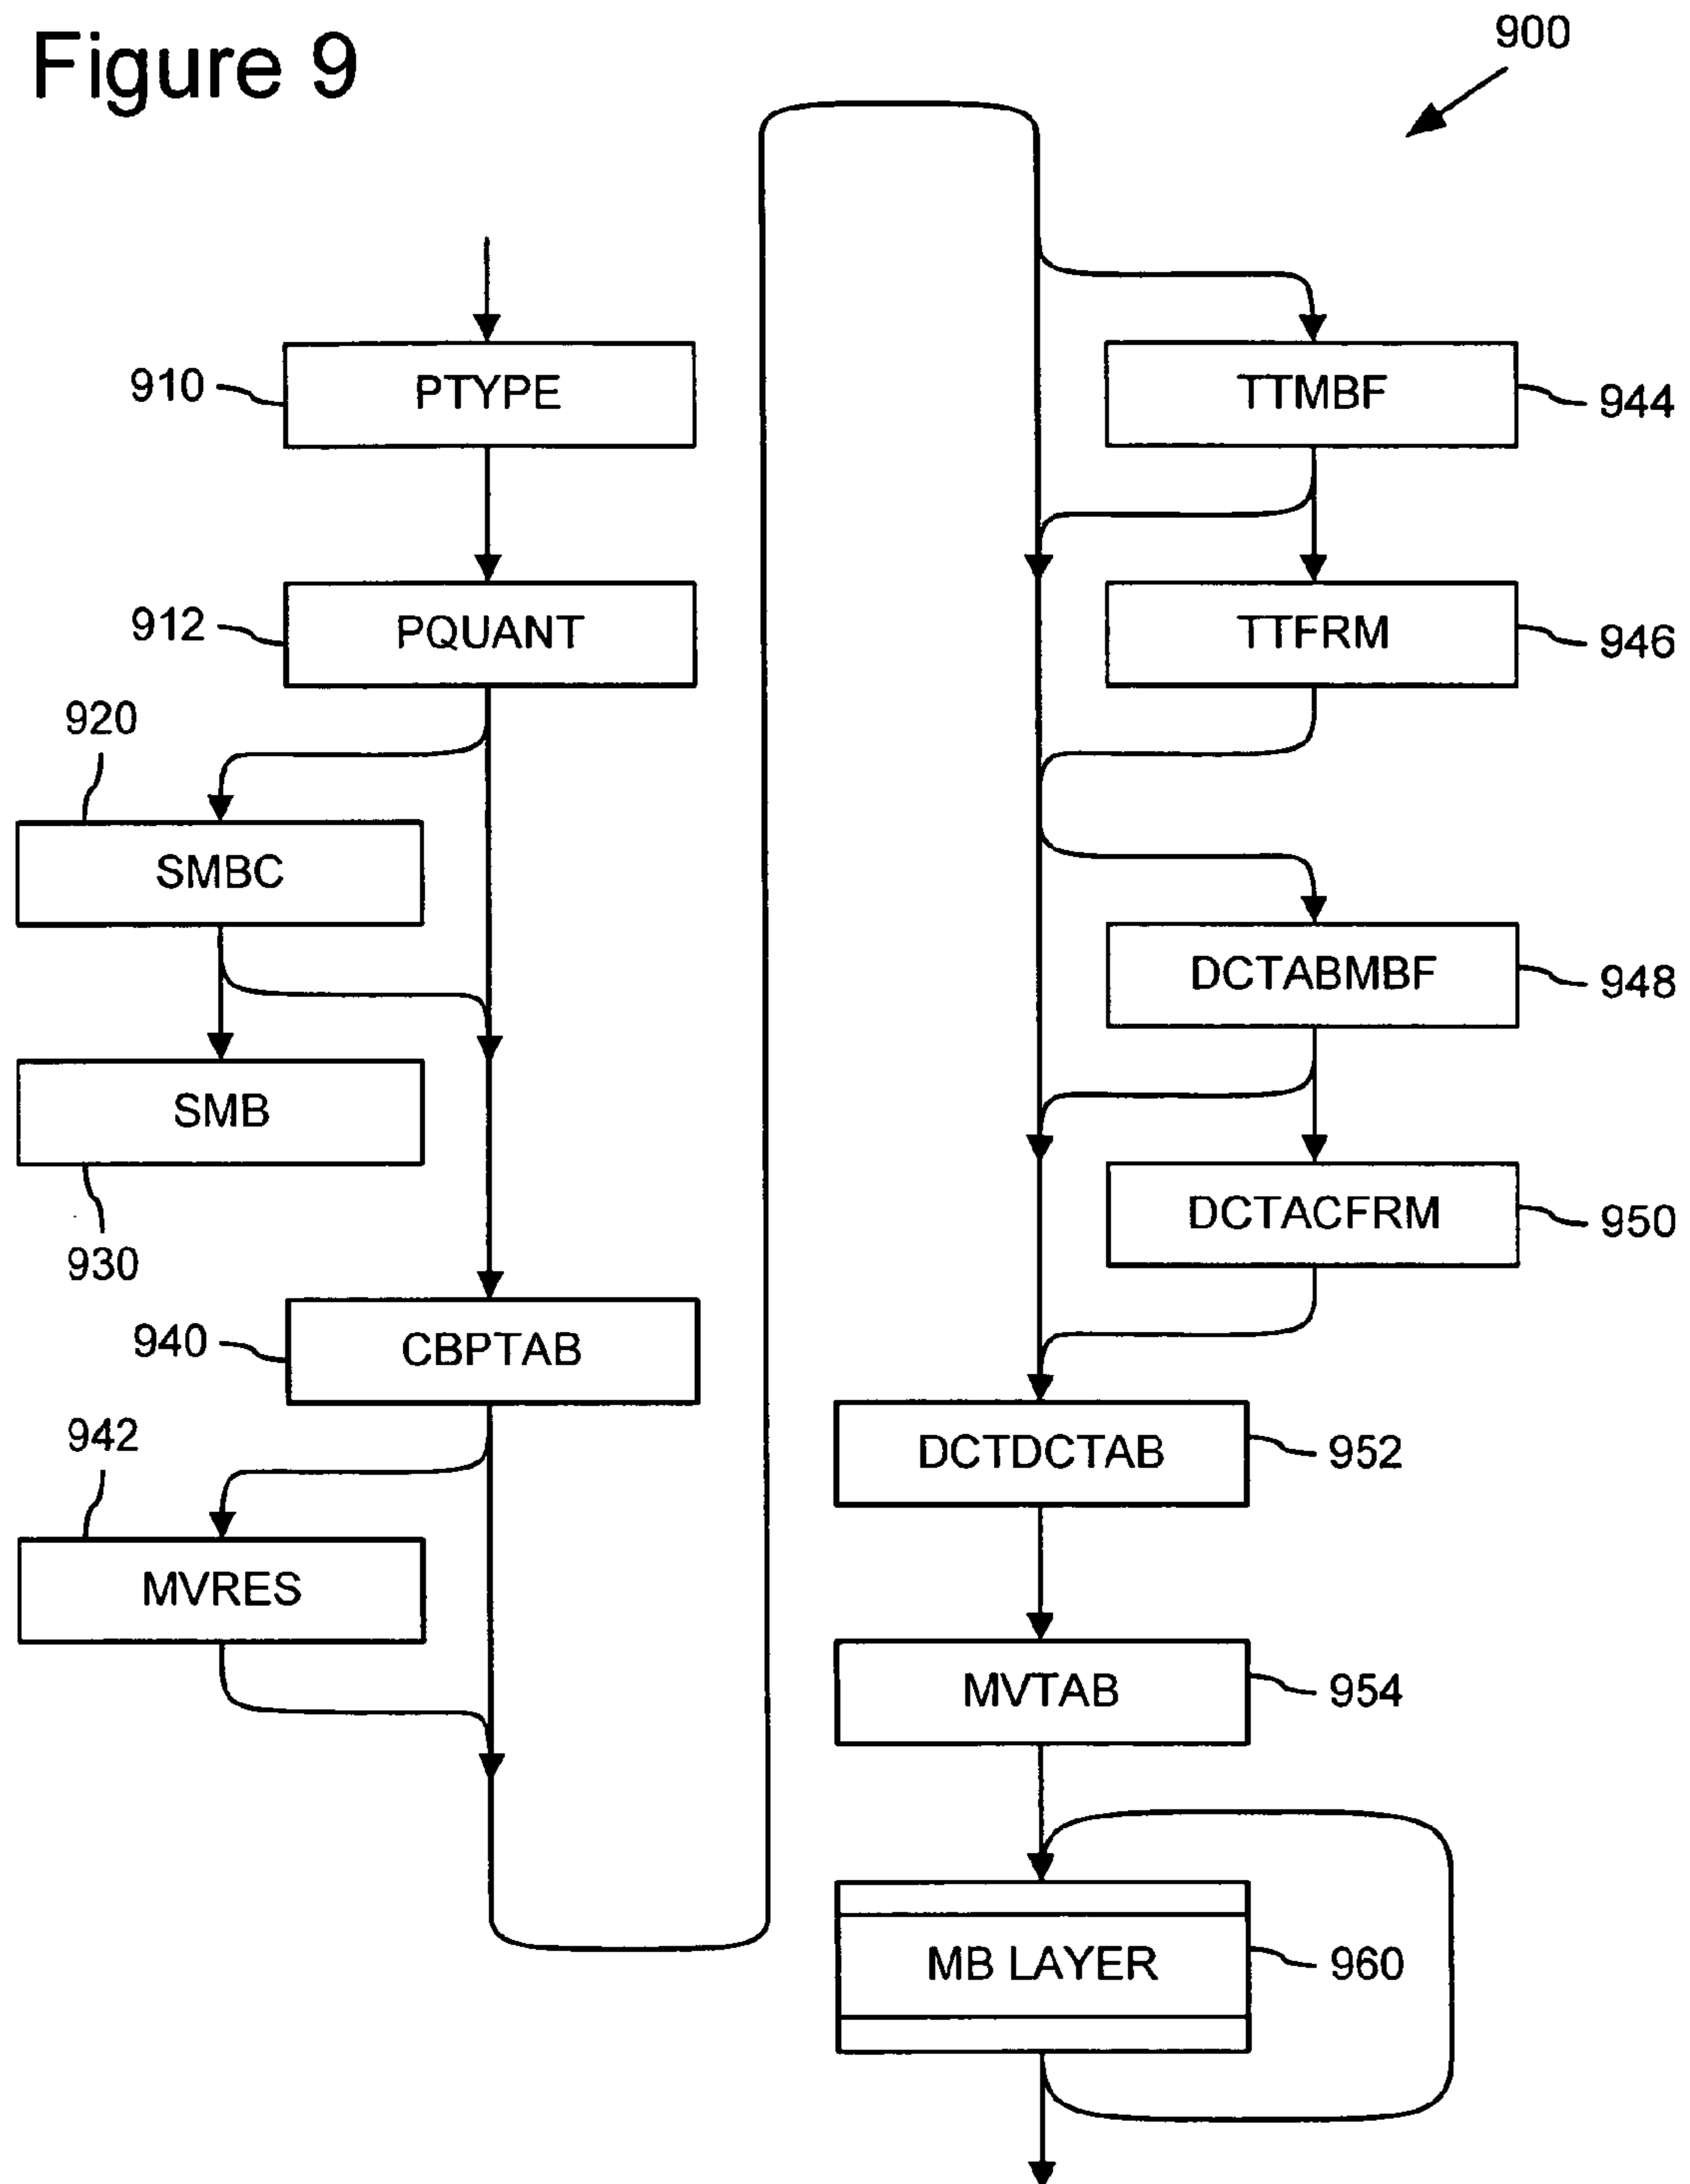 Figure 9
900
910
PTYPE
912
PQUANT
920
SMBC
SMB
930
940
CBPTAB
942
MVRES
TTMBF
944
TTFRM
946
DCTABMBF
948
DCTACFRM
950
DCTDCTAB
952
MVTAB
954
MB LAYER
960